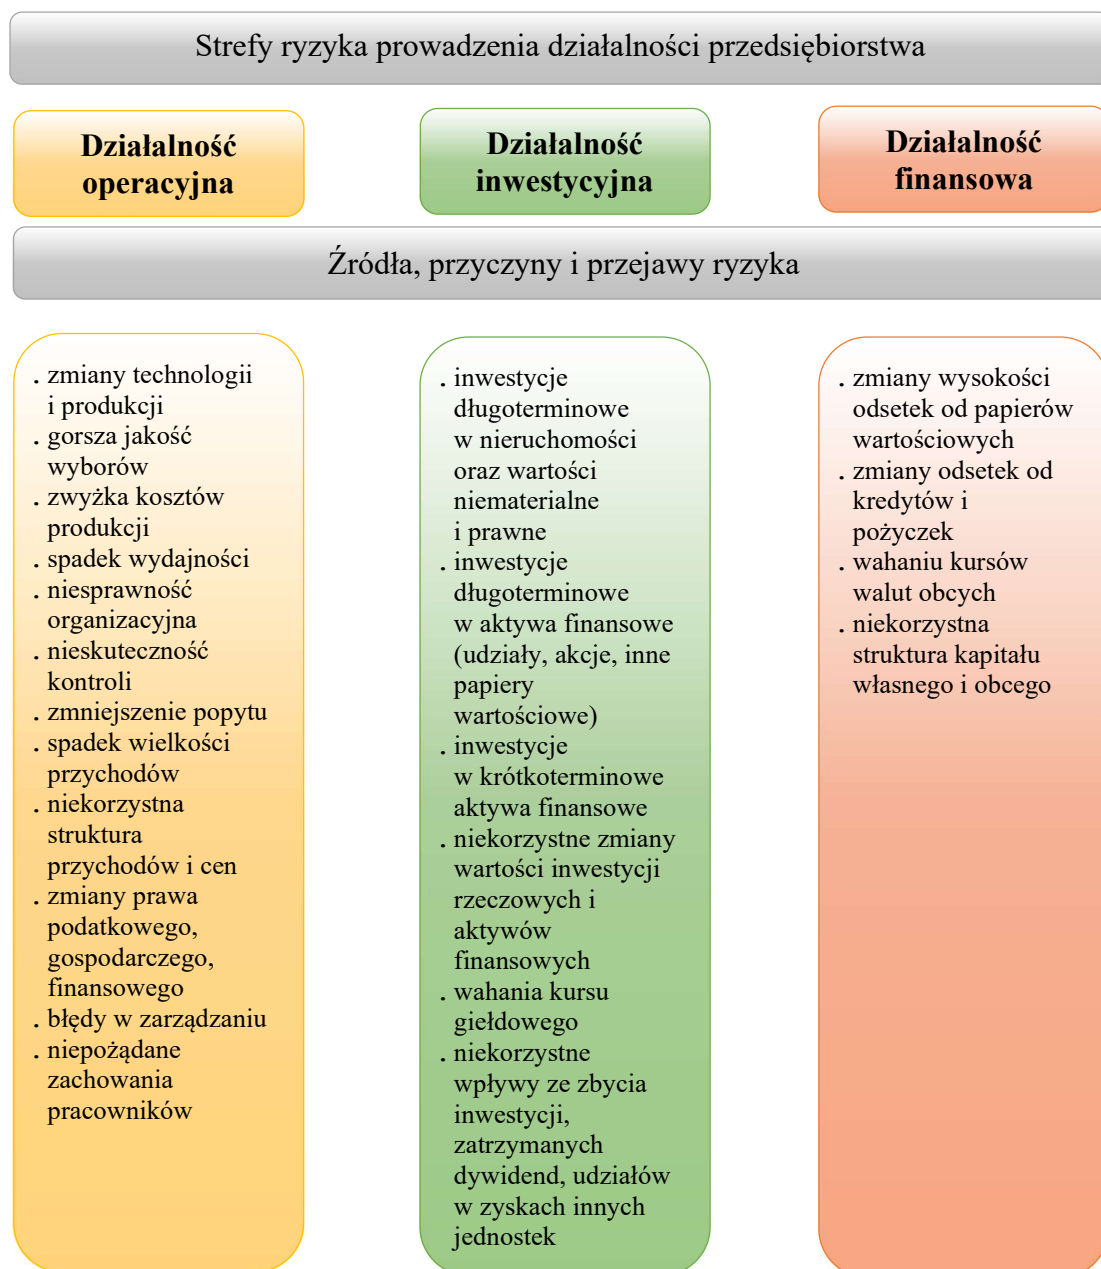 Strefy ryzyka prowadzenia działalności przedsiębiorstwa
Działalność
operacyjna
Działalność
inwestycyjna
Działalność
finansowa
Źródła, przyczyny i przejawy ryzyka
. zmiany technologii
i produkcji
. gorsza jakość
wyborów
. zwyżka kosztów
produkcji
. spadek wydajności
. niesprawność
organizacyjna
. nieskuteczność
kontroli
. zmniejszenie popytu
. spadek wielkości
przychodów
. niekorzystna
struktura
przychodów i cen
. zmiany prawa
podatkowego,
gospodarczego,
finansowego
. błędy w zarządzaniu
. niepożądane
zachowania
pracowników
. inwestycje
długoterminowe
w nieruchomości
oraz wartości
niematerialne
i prawne
. inwestycje
długoterminowe
w aktywa finansowe
(udziały, akcje, inne
papiery
wartościowe)
. inwestycje
w krótkoterminowe
aktywa finansowe
. niekorzystne zmiany
wartości inwestycji
rzeczowych i
aktywów
finansowych
. wahania kursu
giełdowego
. niekorzystne
wpływy ze zbycia
inwestycji,
zatrzymanych
dywidend, udziałów
w zyskach innych
jednostek
. zmiany wysokości
odsetek od papierów
wartościowych
. zmiany odsetek od
kredytów i
pożyczek
. wahaniu kursów
walut obcych
. niekorzystna
struktura kapitału
własnego i obcego